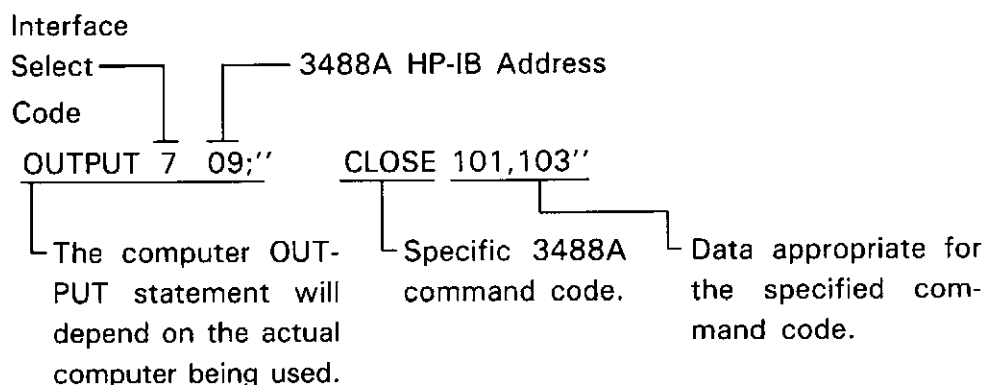 Interface
Select
Code
3488A HP-IB Address
OUTPUT 7 09;'' CLOSE 101,103''
The computer OUT-
PUT statement will
depend on the actual
computer being used.
Specific 3488A
command code.
Data appropriate for
the specified com-
mand code.